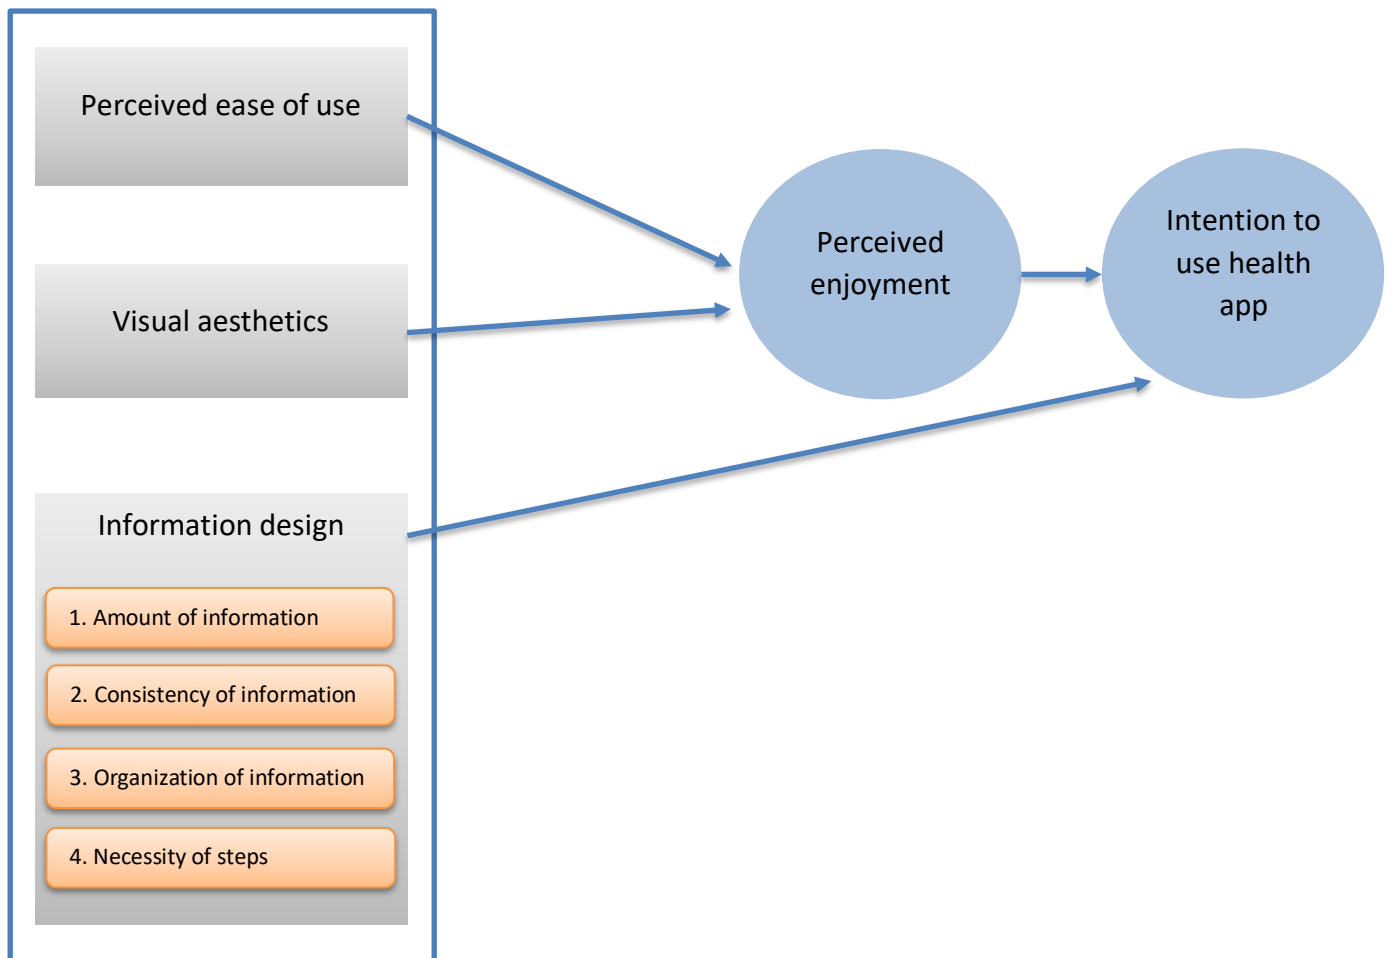 Perceived ease of use
Visual aesthetics
Information design
1. Amount of information
2. Consistency of information
3. Organization of information
4. Necessity of steps
Perceived
enjoyment
Intention to
use health
app